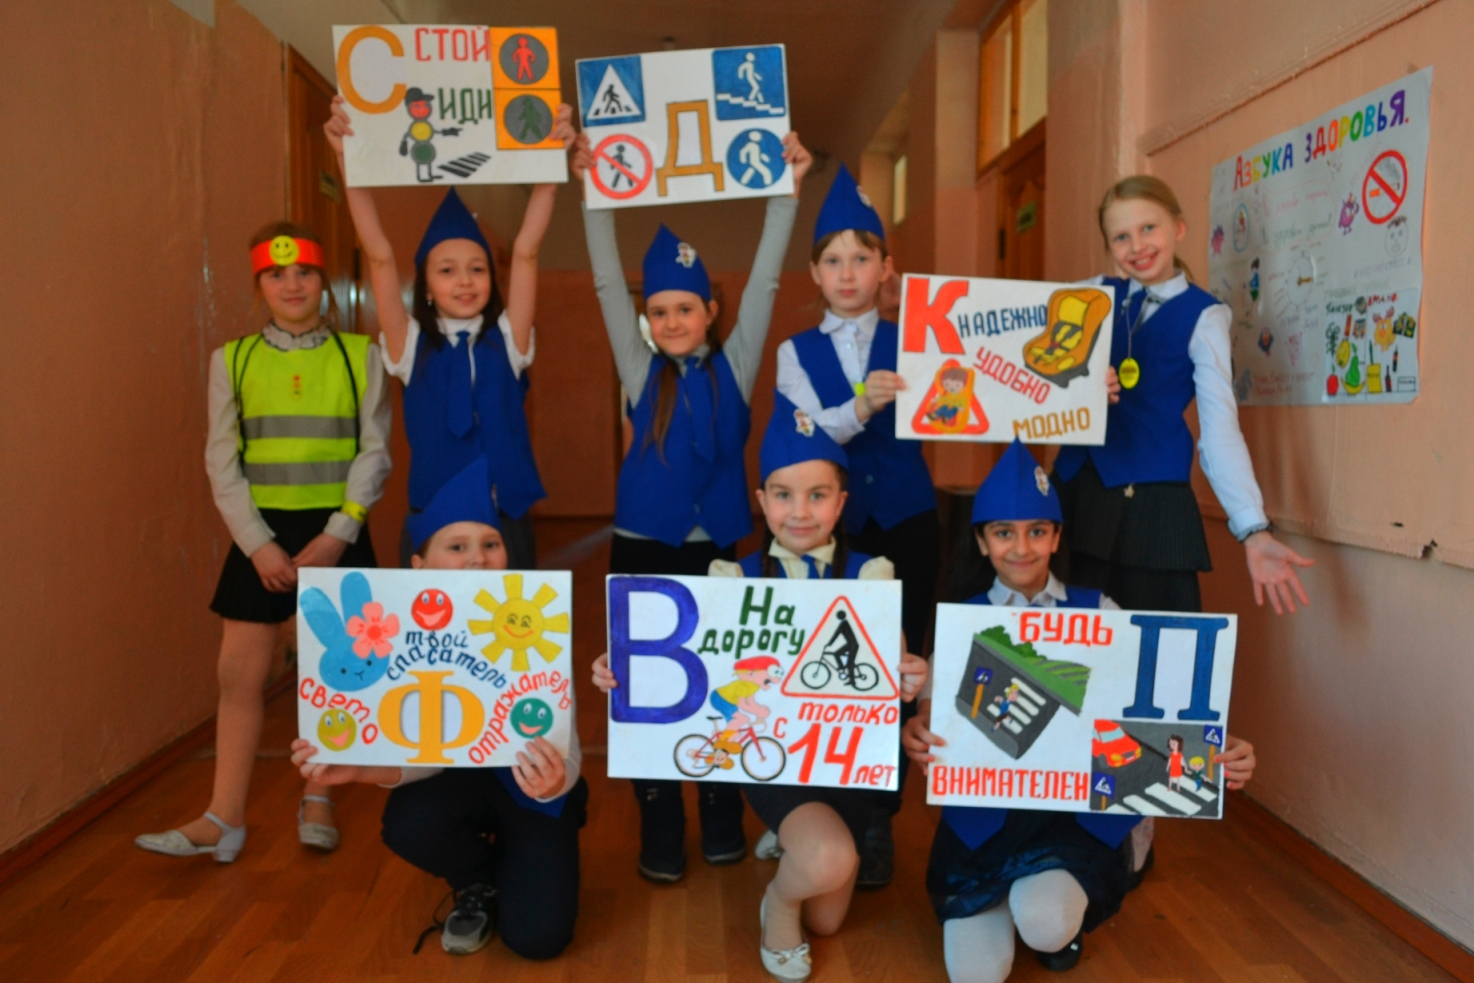 С
СТОЙ
ИДИ
Д
АЗБУКА ЗДОРОВЬЯ.
К
НАДЕЖНО
УДОБНО
МОДНО
ТВОЙ
СПАСАТЕЛЬ
СВЕТО
Ф
ОТРАЖАТЕЛЬ
В
На
дорогу
только
с 14 лет
БУДЬ
П
ВНИМАТЕЛЕН